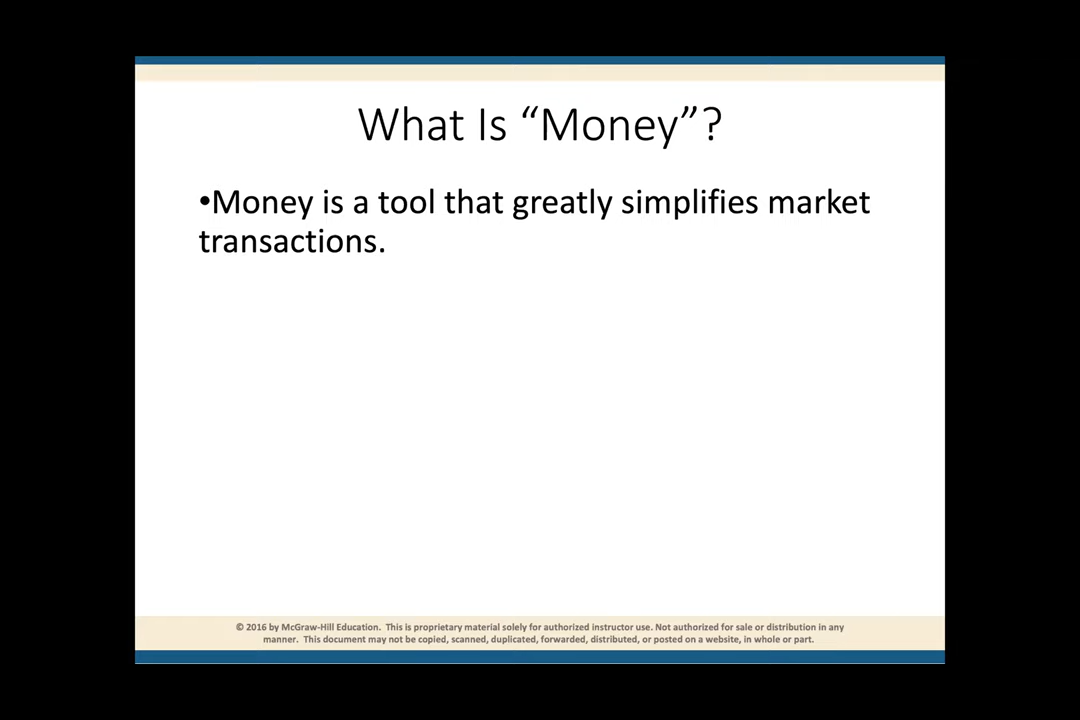 What Is “Money”?
•Money is a tool that greatly simplifies market
transactions.
© 2016 by McGraw-Hill Education. This is proprietary material solely for authorized instructor use. Not authorized for sale or distribution in any
manner. This document may not be copied, scanned, duplicated, forwarded, distributed, or posted on a website, in whole or part.